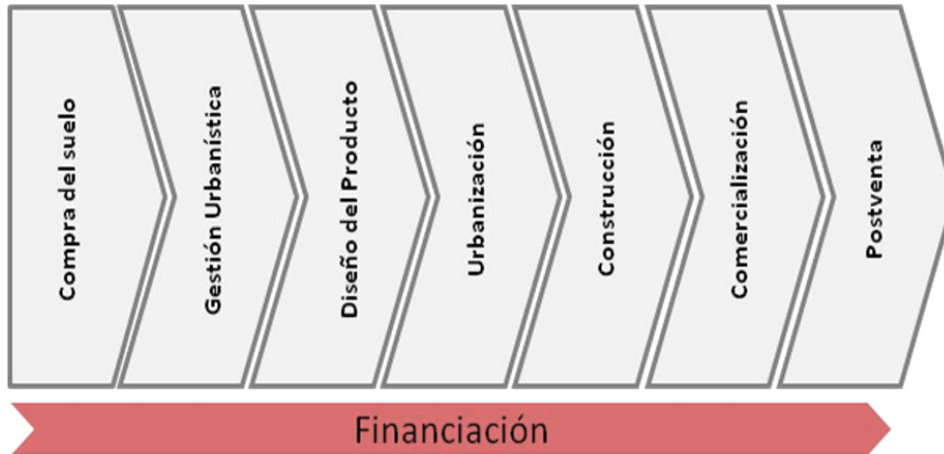 Compra del suelo
Gestión Urbanística
Diseño del Producto
Urbanización
Construcción
Comercialización
Postventa
Financiación